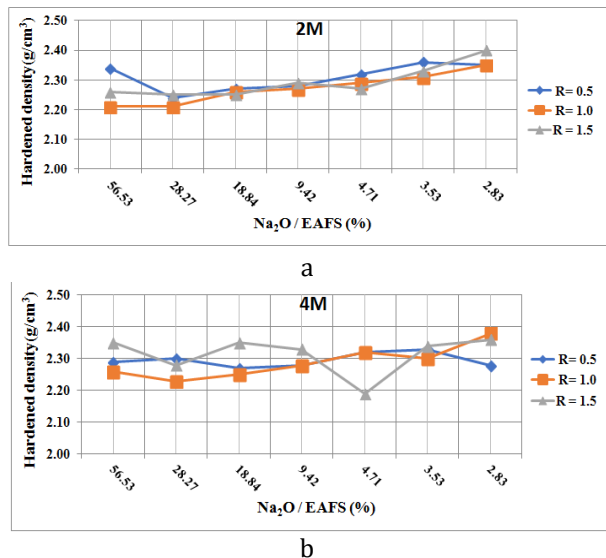 2M
Hardened density (g/cm³)
2.50
2.40
2.30
2.20
2.10
2.00
56.53 28.27 18.84 9.42 4.71 3.53 2.83
Na₂O / EAFS (%)
R= 0.5
R= 1.0
R = 1.5
a
4M
Hardened density (g/cm³)
2.50
2.40
2.30
2.20
2.10
2.00
56.53 28.27 18.84 9.42 4.71 3.53 2.83
Na₂O / EAFS (%)
R= 0.5
R = 1.0
R = 1.5
b